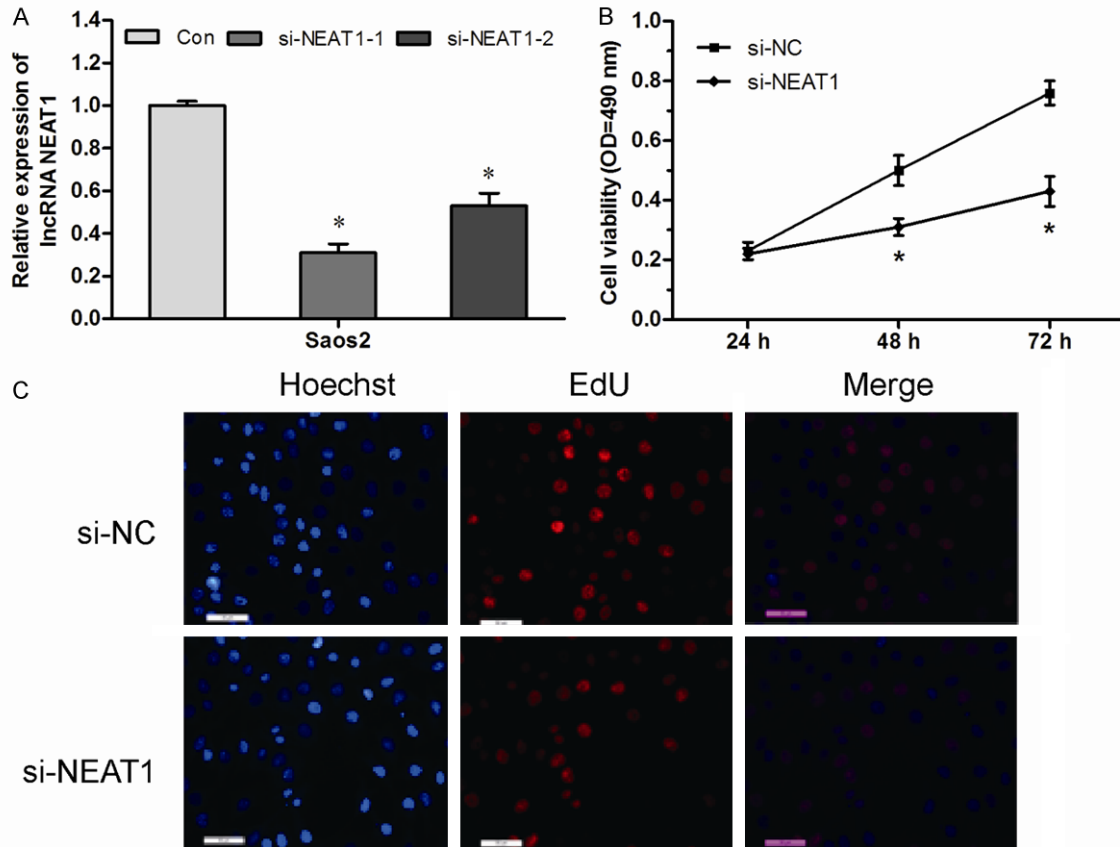 A
Relative expression of
lncRNA NEAT1
1.4
1.2
1.0
0.8
0.6
0.4
0.2
0.0
Con si-NEAT1-1 si-NEAT1-2
*
*
Saos2
B
Cell viability (OD=490 nm)
1.0
0.8
0.6
0.4
0.2
0.0
si-NC
si-NEAT1
*
*
24 h 48 h 72 h
C
Hoechst EdU Merge
si-NC
si-NEAT1